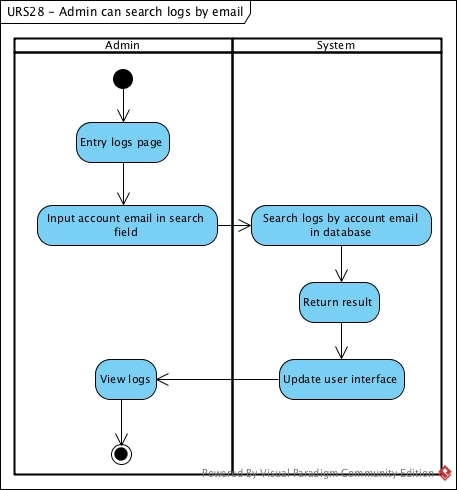 URS28 - Admin can search logs by email
Admin
System
Entry logs page
Input account email in search
field
Search logs by account email
in database
Return result
View logs
Update user interface
Powered By Visual Paradigm Community Edition